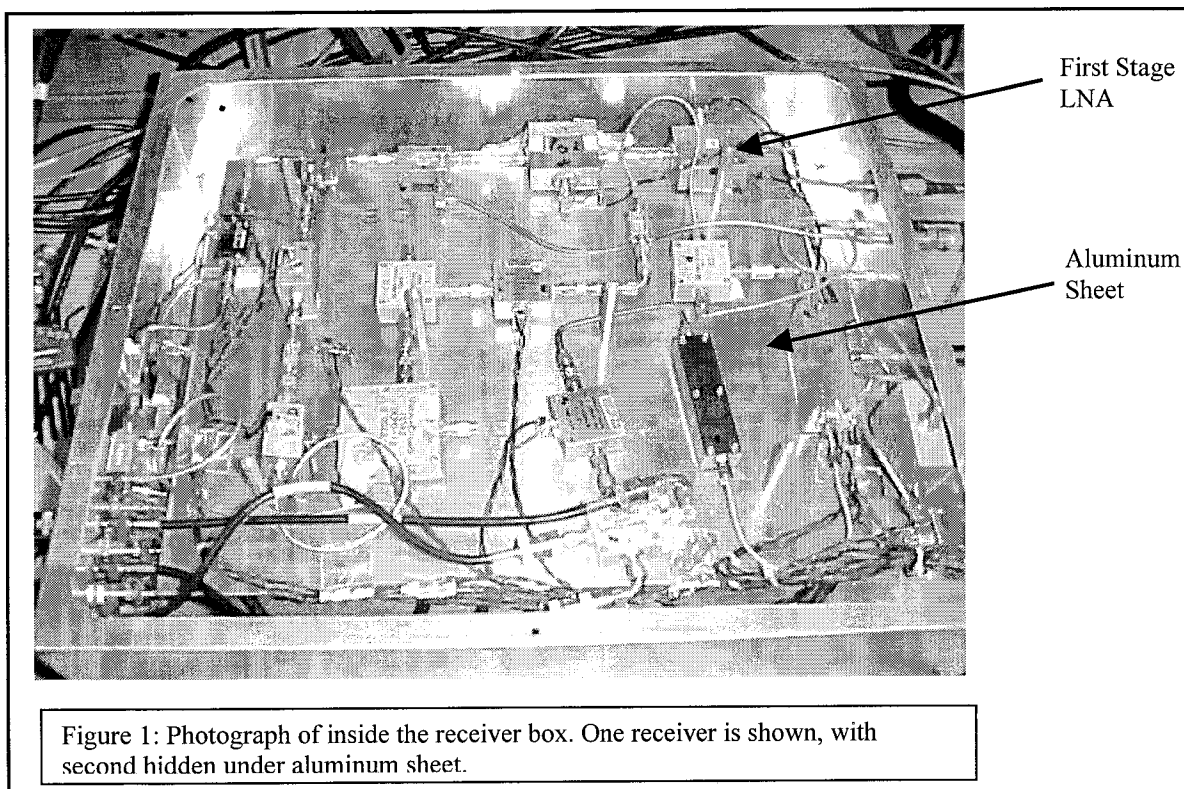 First Stage
LNA
Aluminum
Sheet
Figure 1: Photograph of inside the receiver box. One receiver is shown, with
second hidden under aluminum sheet.